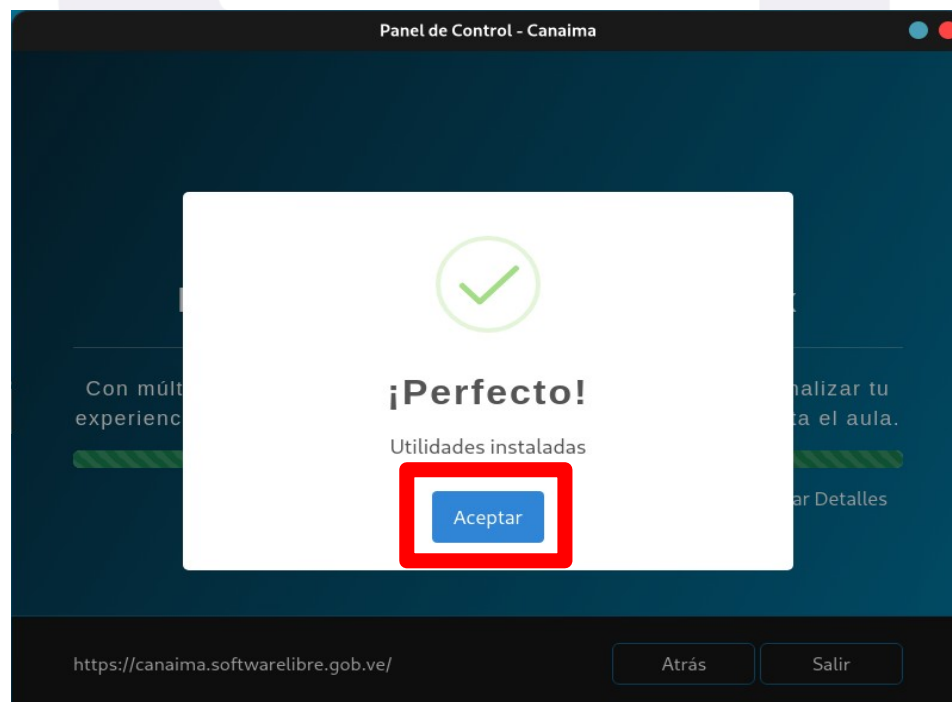 Panel de Control - Canaima
Con múlt
nalizar tu
experienc
ta el aula.
¡Perfecto!
Utilidades instaladas
ar Detalles
Aceptar
https://canaima.softwarelibre.gob.ve/
Atrás
Salir